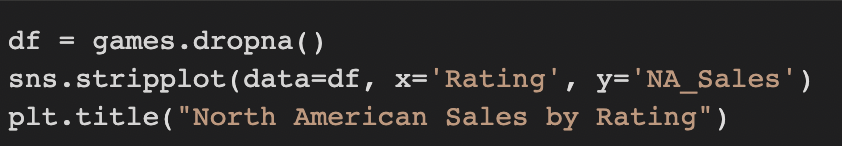 df = games.dropna()
sns.stripplot(data=df, x='Rating', y='NA_Sales')
plt.title("North American Sales by Rating")